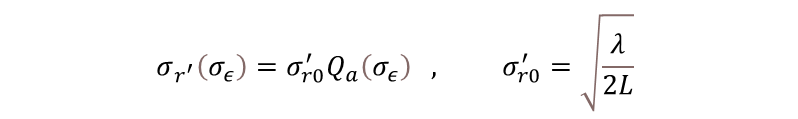 σ_{r′}(σ_ϵ) = σ′_{r0}Q_a(σ_ϵ) , σ′_{r0} = √(λ/2L)